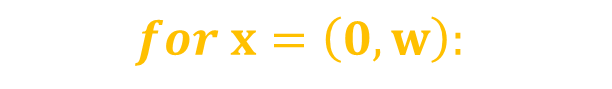 for x = (0, w):